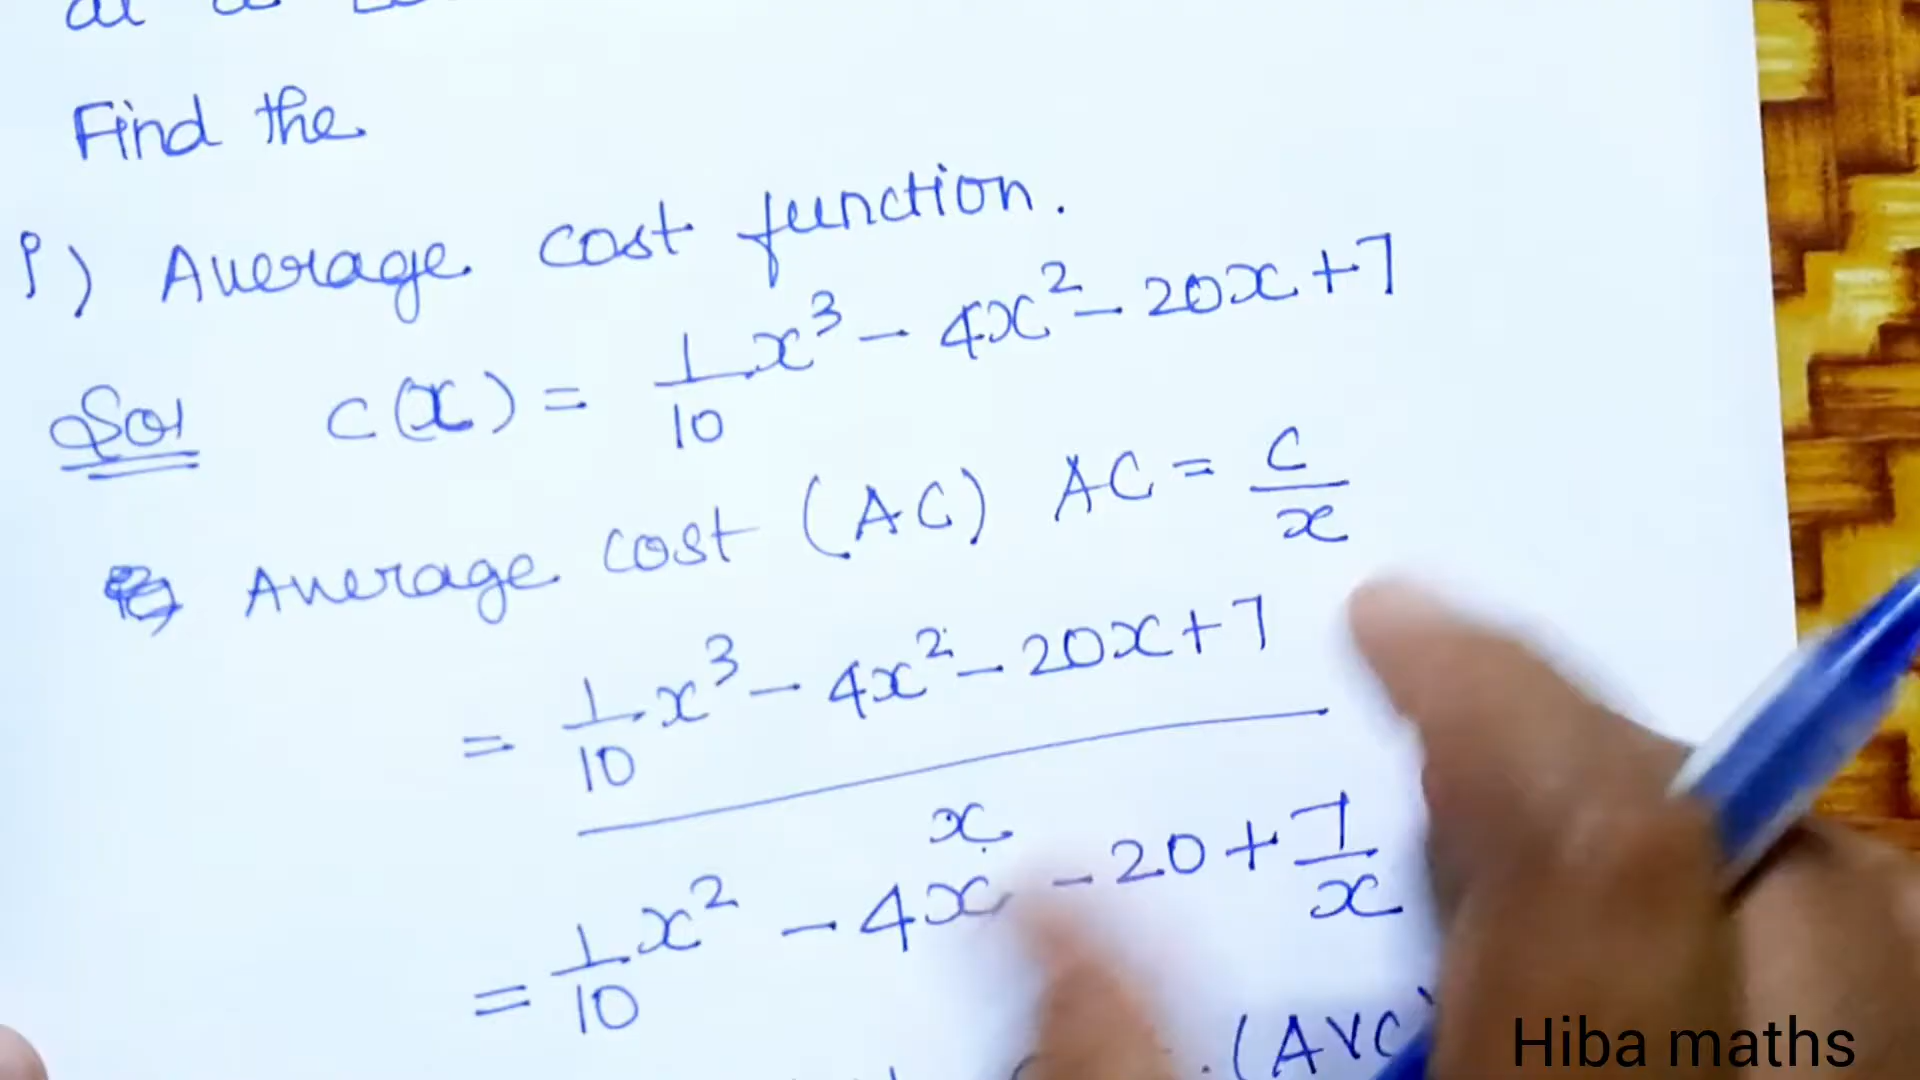 Find the
i) Average cost function.
Sol C(x) = 1/10 x³ - 4x² - 20x + 7
Average cost (AC) AC = C/x
= 1/10 x³ - 4x² - 20x + 7 / x
= 1/10 x² - 4x - 20 + 7/x
(AVC)
Hiba maths